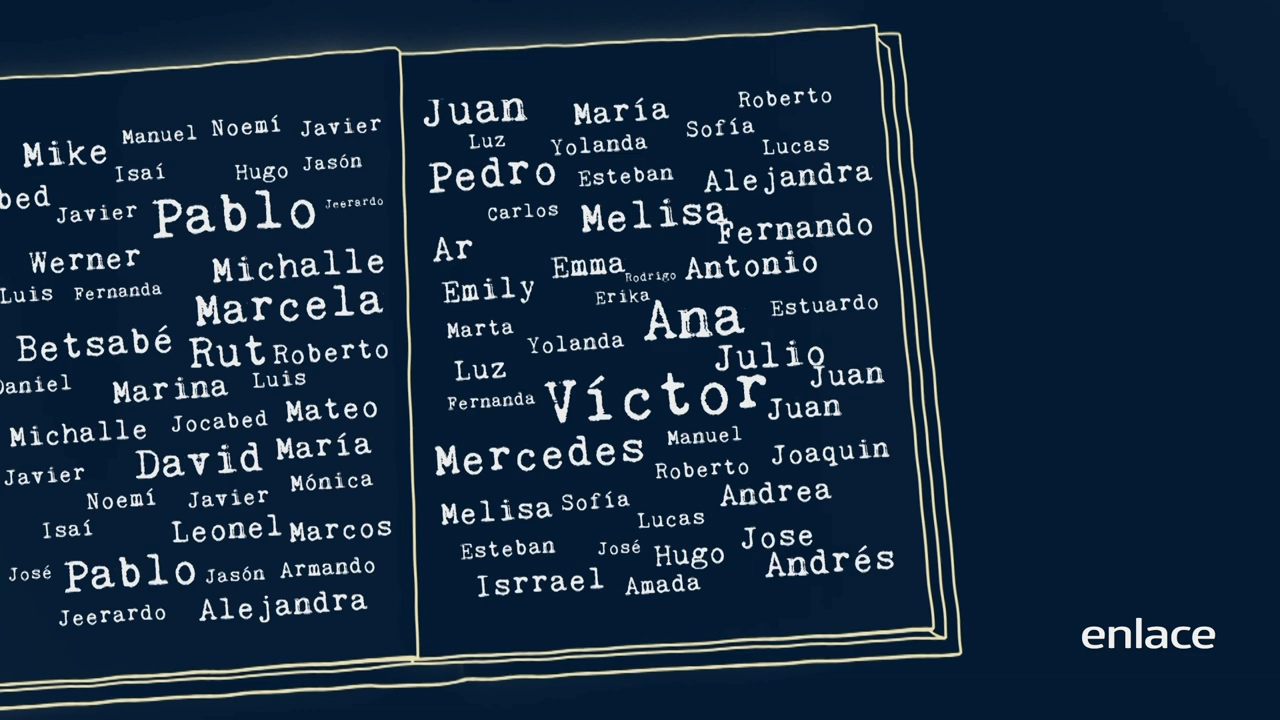 Mike Manuel Noemí Javier
Isaí Hugo Jasón
bed Javier Pablo Jeerardo
Werner Michalle
Luis Fernanda Marcela
Betsabé Rut Roberto
Daniel Marina Luis
Michalle Jocabed Mateo
Javier David María
Noemí Javier Mónica
Isaí Leonel Marcos
José Pablo Jasón Armando
Jeerardo Alejandra
Juan María Roberto
Luz Yolanda Sofía Lucas
Pedro Esteban Alejandra
Carlos Melisa Fernando
Ar
Emily Emma Rodrigo Antonio
Erika
Marta Yolanda Ana Estuardo
Luz Julio
Fernanda Víctor Juan
Juan
Mercedes Manuel
Roberto Joaquin
Melisa Sofía Andrea
Lucas
Esteban José Hugo Jose
Isrrael Amada Andrés
enlace